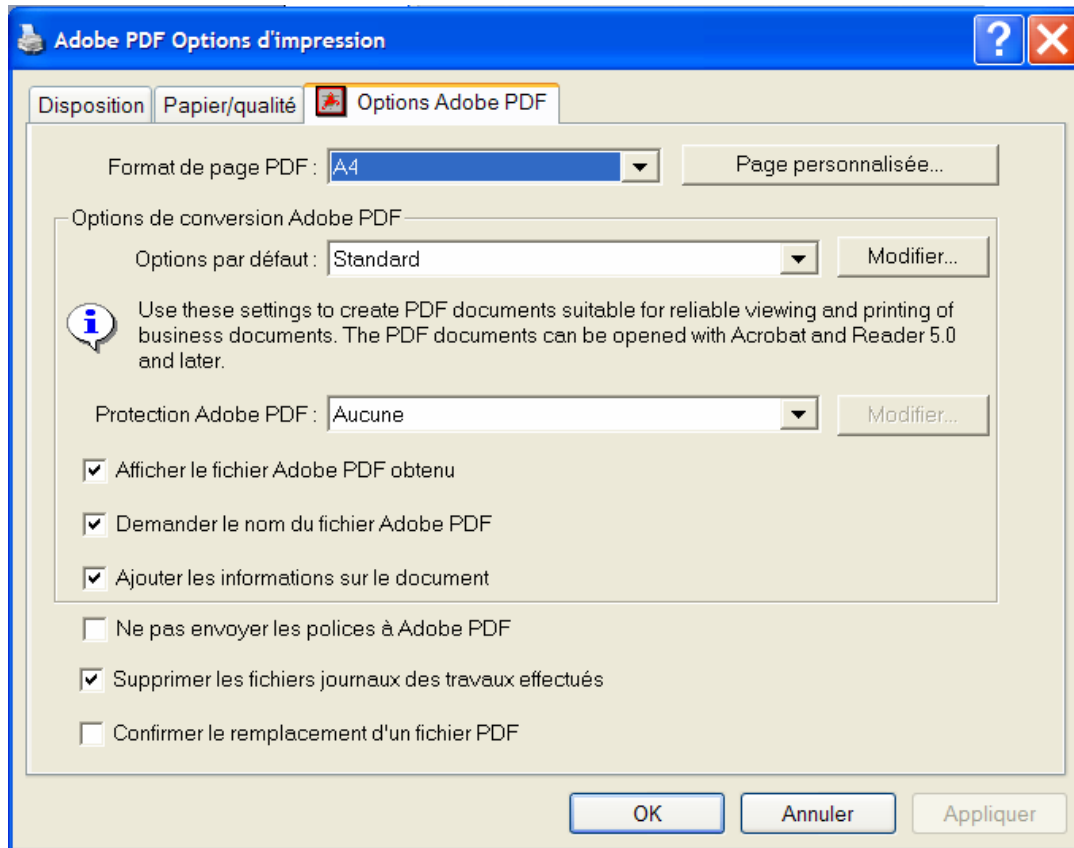 Adobe PDF Options d'impression
Disposition Papier/qualité Options Adobe PDF
Format de page PDF : A4 Page personnalisée...
Options de conversion Adobe PDF
Options par défaut : Standard Modifier...
Use these settings to create PDF documents suitable for reliable viewing and printing of
business documents. The PDF documents can be opened with Acrobat and Reader 5.0
and later.
Protection Adobe PDF : Aucune Modifier...
Afficher le fichier Adobe PDF obtenu
Demander le nom du fichier Adobe PDF
Ajouter les informations sur le document
Ne pas envoyer les polices à Adobe PDF
Supprimer les fichiers journaux des travaux effectués
Confirmer le remplacement d'un fichier PDF
OK Annuler Appliquer